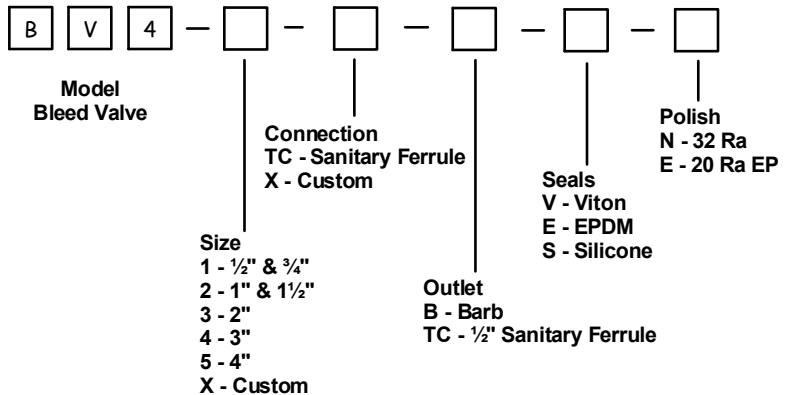 B V 4 — — — — —
Model
Bleed Valve
Size
1 - ½" & ¾"
2 - 1" & 1½"
3 - 2"
4 - 3"
5 - 4"
X - Custom
Connection
TC - Sanitary Ferrule
X - Custom
Outlet
B - Barb
TC - ½" Sanitary Ferrule
Seals
V - Viton
E - EPDM
S - Silicone
Polish
N - 32 Ra
E - 20 Ra EP